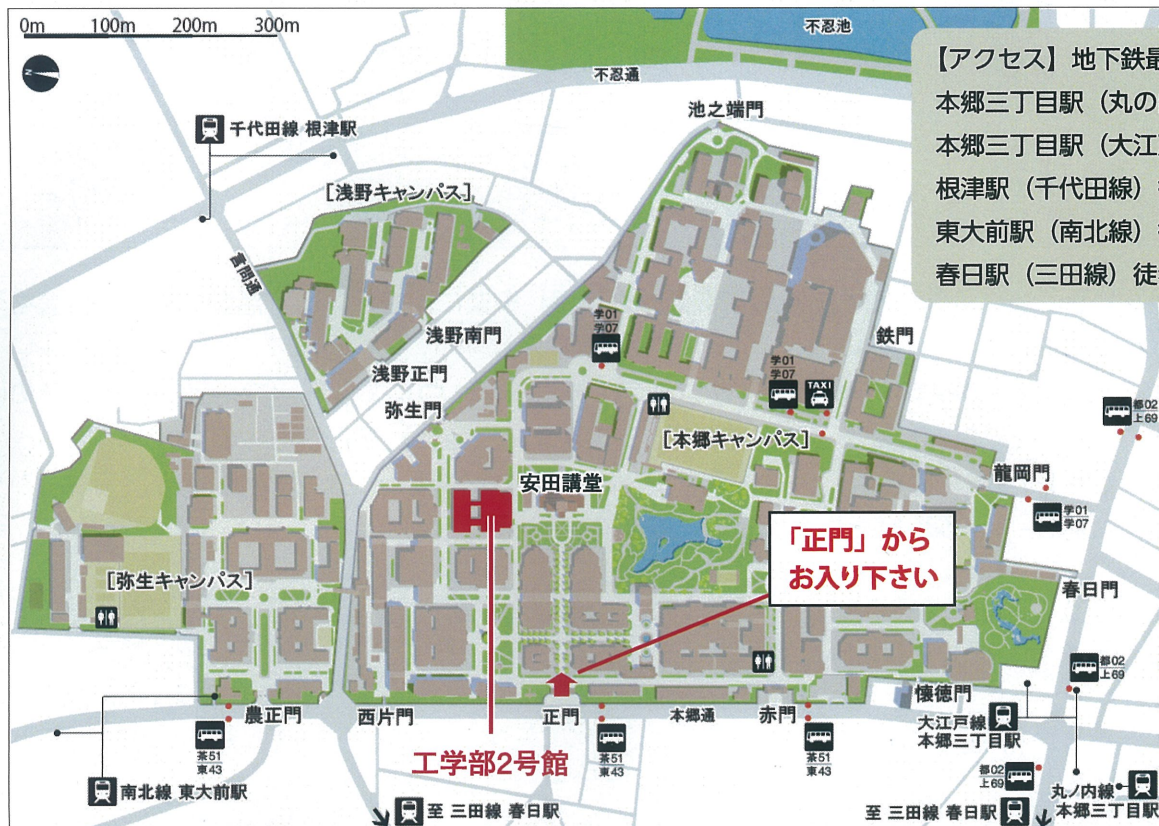 0m 100m 200m 300m
不忍池
不忍通
【アクセス】地下鉄最
本郷三丁目駅（丸の
本郷三丁目駅（大江
根津駅（千代田線）
東大前駅（南北線）
春日駅（三田線）徒
千代田線 根津駅
池之端門
［浅野キャンパス］
言問通
浅野南門
浅野正門
弥生門
学01
学07
学01
学07
TAXI
鉄門
都02
上69
［本郷キャンパス］
安田講堂
龍岡門
学01
学07
「正門」から
お入り下さい
［弥生キャンパス］
春日門
都02
上69
農正門
西片門
正門
本郷通
赤門
懐徳門
大江戸線
本郷三丁目駅
茶51
東43
茶51
東43
茶51
東43
工学部2号館
都02
上69
南北線 東大前駅
至 三田線 春日駅
至 三田線 春日駅
丸ノ内線
本郷三丁目駅